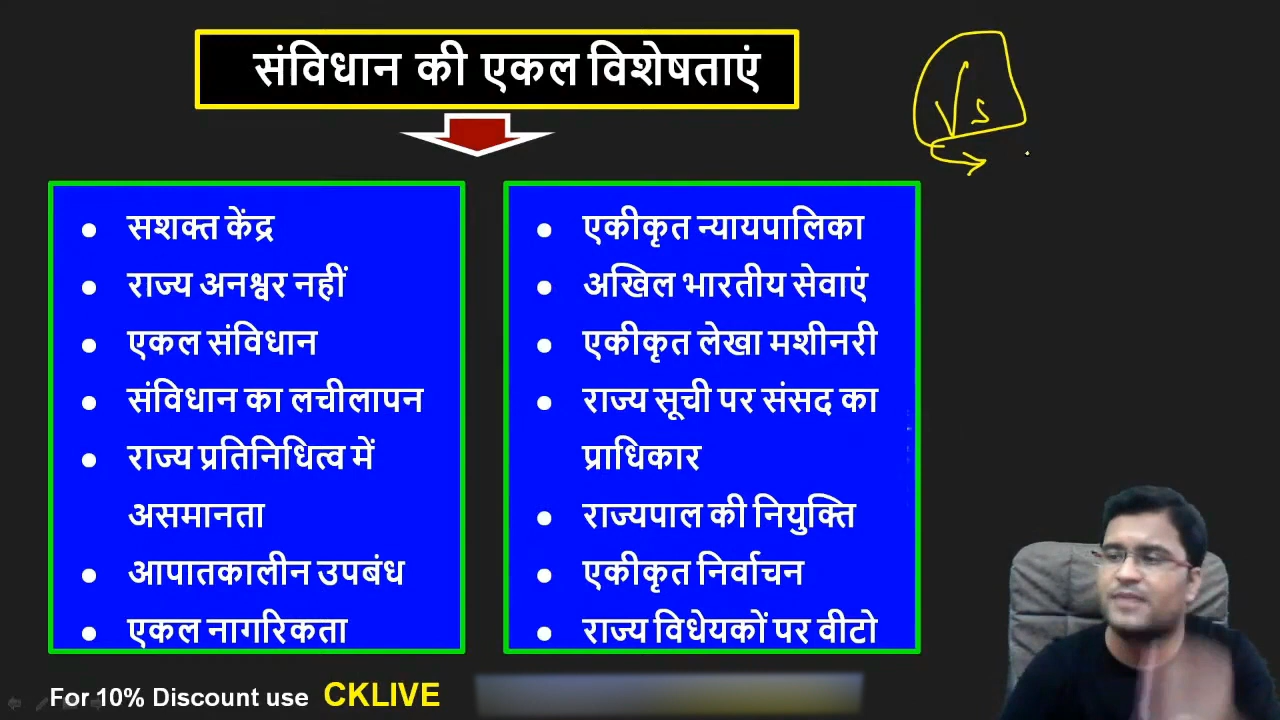 संविधान की एकल विशेषताएं
Vs
सशक्त केंद्र
राज्य अनश्वर नहीं
एकल संविधान
संविधान का लचीलापन
राज्य प्रतिनिधित्व में
असमानता
आपातकालीन उपबंध
एकल नागरिकता
एकीकृत न्यायपालिका
अखिल भारतीय सेवाएं
एकीकृत लेखा मशीनरी
राज्य सूची पर संसद का
प्राधिकार
राज्यपाल की नियुक्ति
एकीकृत निर्वाचन
राज्य विधेयकों पर वीटो
For 10% Discount use CKLIVE